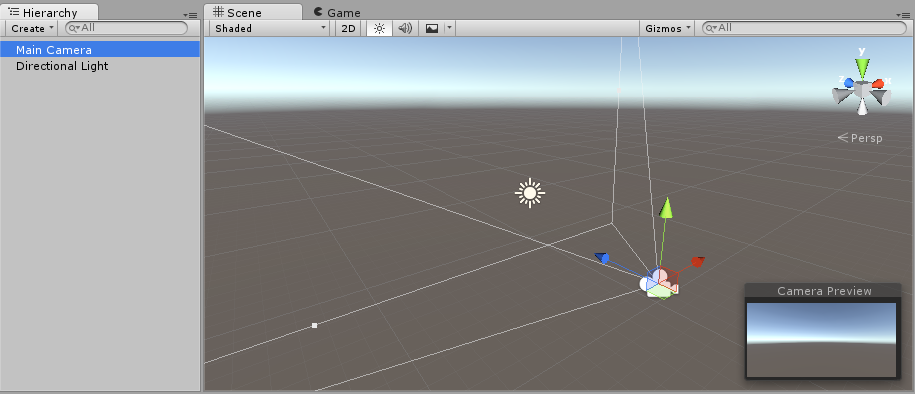 Hierarchy
Create All
Main Camera
Directional Light
Scene Game
Shaded 2D Gizmos All
y
z x
Persp
Camera Preview